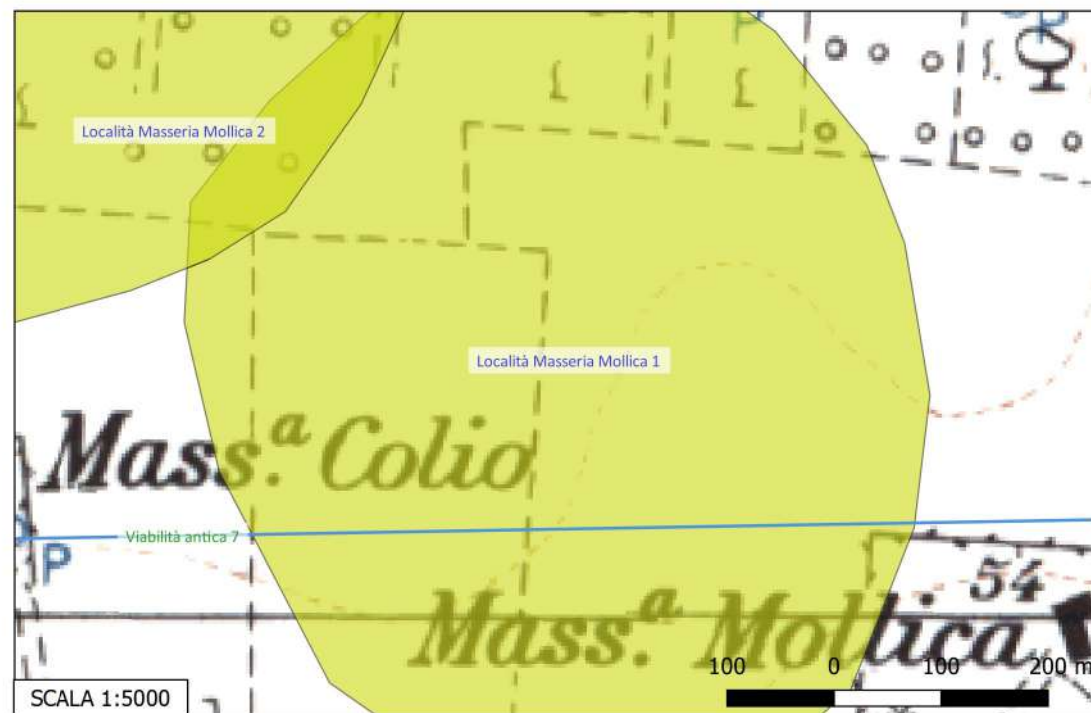 P
P
Località Masseria Mollica 2
Località Masseria Mollica 1
Mass.ª Colio
Viabilità antica 7
P
54
Mass.ª Mollica
100 0 100 200 m
SCALA 1:5000